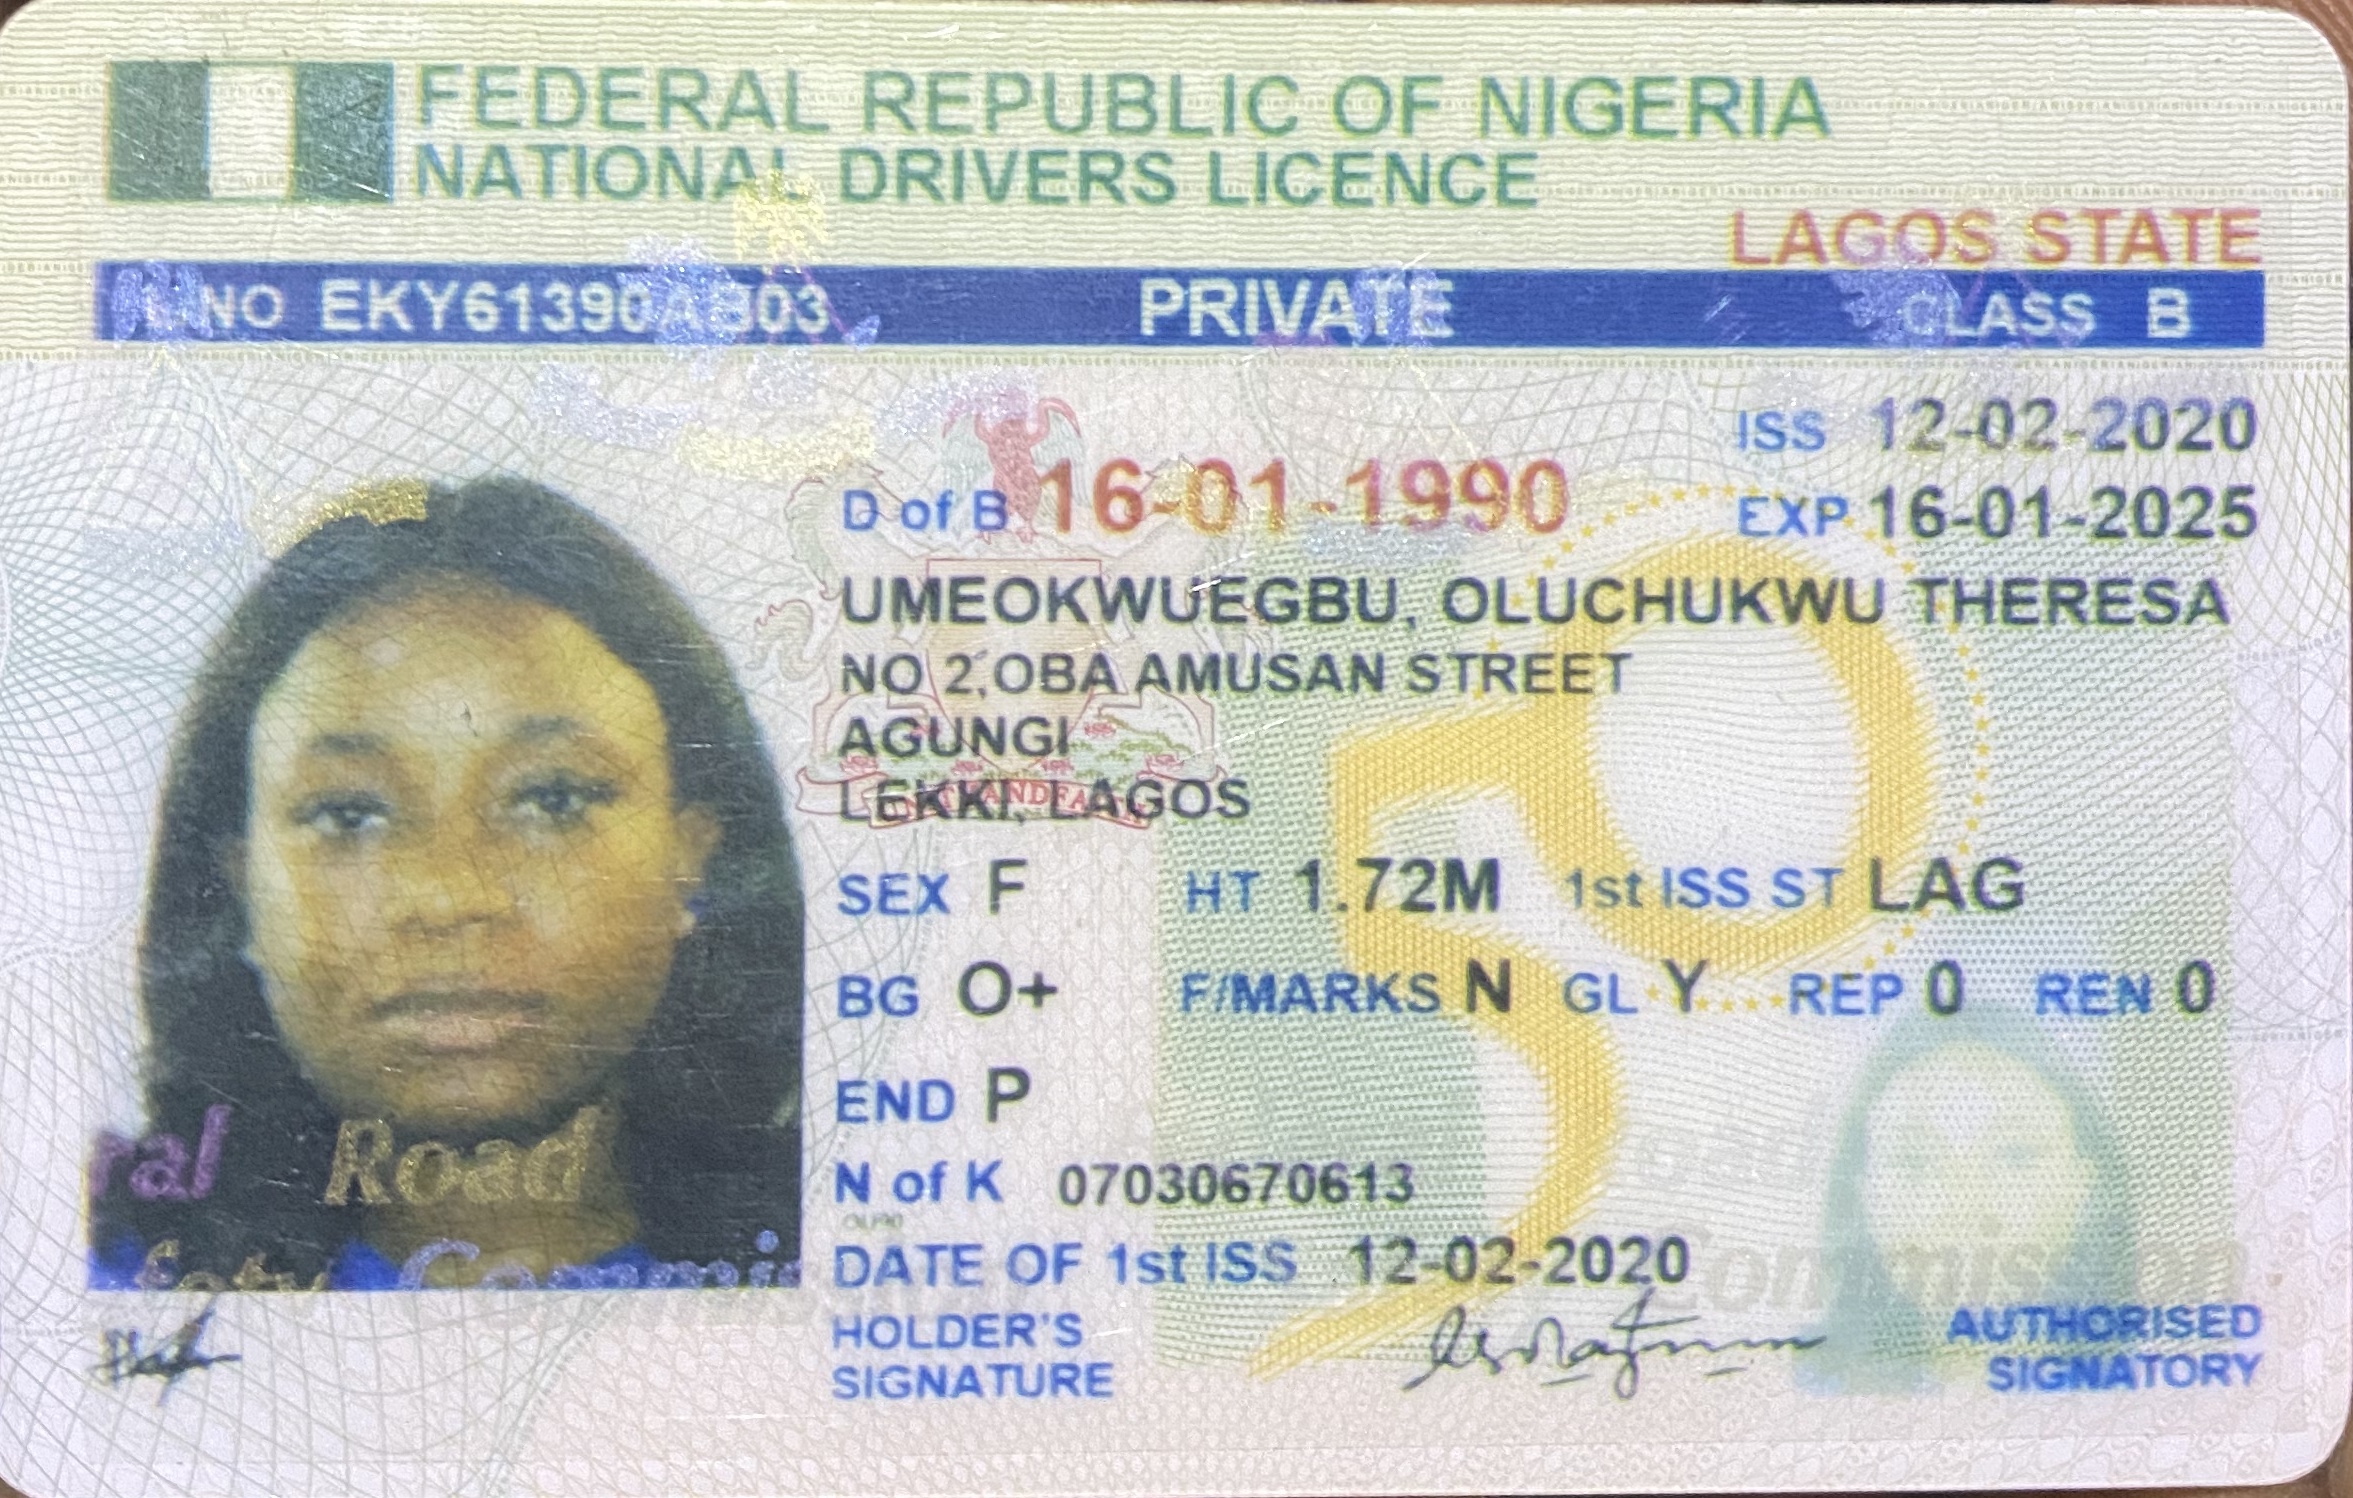 FEDERAL REPUBLIC OF NIGERIA
NATIONAL DRIVERS LICENCE
LAGOS STATE
NO PRIVATE CLASS B
ISS 12-02-2020
D of B 16-01-1990 EXP 16-01-2025
UMEOKWUEGBU, OLUCHUKWU THERESA
NO 2,OBA AMUSAN STREET
AGUNGI
LEKKI, LAGOS
SEX F HT 1.72M 1st ISS ST LAG
BG O+ F/MARKS N GL Y REP 0 REN 0
END P
ral Road
N of K 07030670613
DATE OF 1st ISS 12-02-2020
HOLDER'S
SIGNATURE
AUTHORISED
SIGNATORY